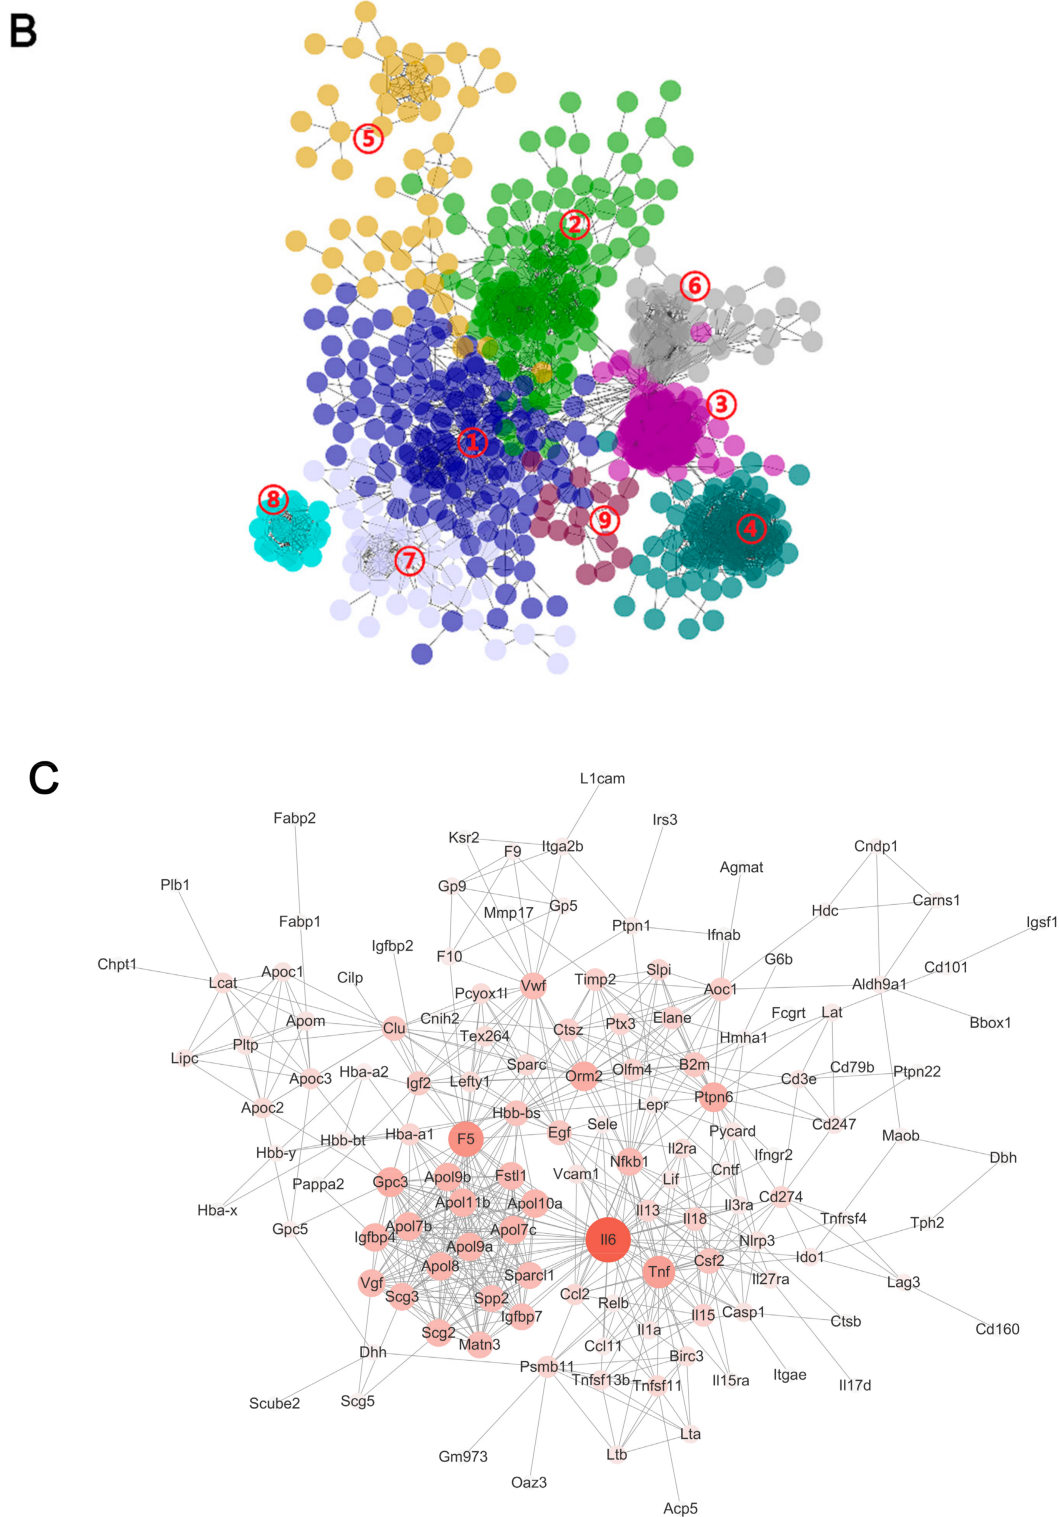 B
5
2
6
3
1
8
9
4
7
C
L1cam
Fabp2
Irs3
Ksr2
Itga2b
F9
Cndp1
Agmat
Plb1
Gp9
Carns1
Gp5
Mmp17
Hdc
Fabp1
Ptpn1
Igsf1
Ifnab
Igfbp2
F10
G6b
Chpt1
Cd101
Apoc1
Slpi
Cilp
Lcat
Timp2
Vwf
Aoc1
Aldh9a1
Pcyox1l
Fcgrt
Lat
Apom
Cnih2
Elane
Bbox1
Clu
Ctsz
Ptx3
Tex264
Hmha1
Pltp
Lipc
Sparc
B2m
Cd79b
Hba-a2
Olfm4
Ptpn22
Apoc3
Igf2
Lefty1
Orm2
Cd3e
Ptpn6
Apoc2
Lepr
Hbb-bs
Sele
Cd247
Hba-a1
Egf
Pycard
Maob
Hbb-bt
F5
Il2ra
Hbb-y
Ifngr2
Dbh
Nfkb1
Vcam1
Cntf
Apol9b
Fstl1
Lif
Gpc3
Pappa2
Cd274
Apol11b
Apol10a
Il3ra
Hba-x
Il13
Il18
Tnfrsf4
Tph2
Apol7b
Gpc5
Apol7c
Igfbp4
Il6
Nlrp3
Apol9a
Ido1
Csf2
Apol8
Tnf
Sparcl1
Il27ra
Lag3
Vgf
Scg3
Spp2
Ccl2
Relb
Casp1
Igfbp7
Il15
Ctsb
Cd160
Scg2
Il1a
Matn3
Ccl11
Dhh
Birc3
Psmb11
Itgae
Tnfsf13b
Il15ra
Tnfsf11
Il17d
Scube2
Scg5
Lta
Ltb
Gm973
Oaz3
Acp5